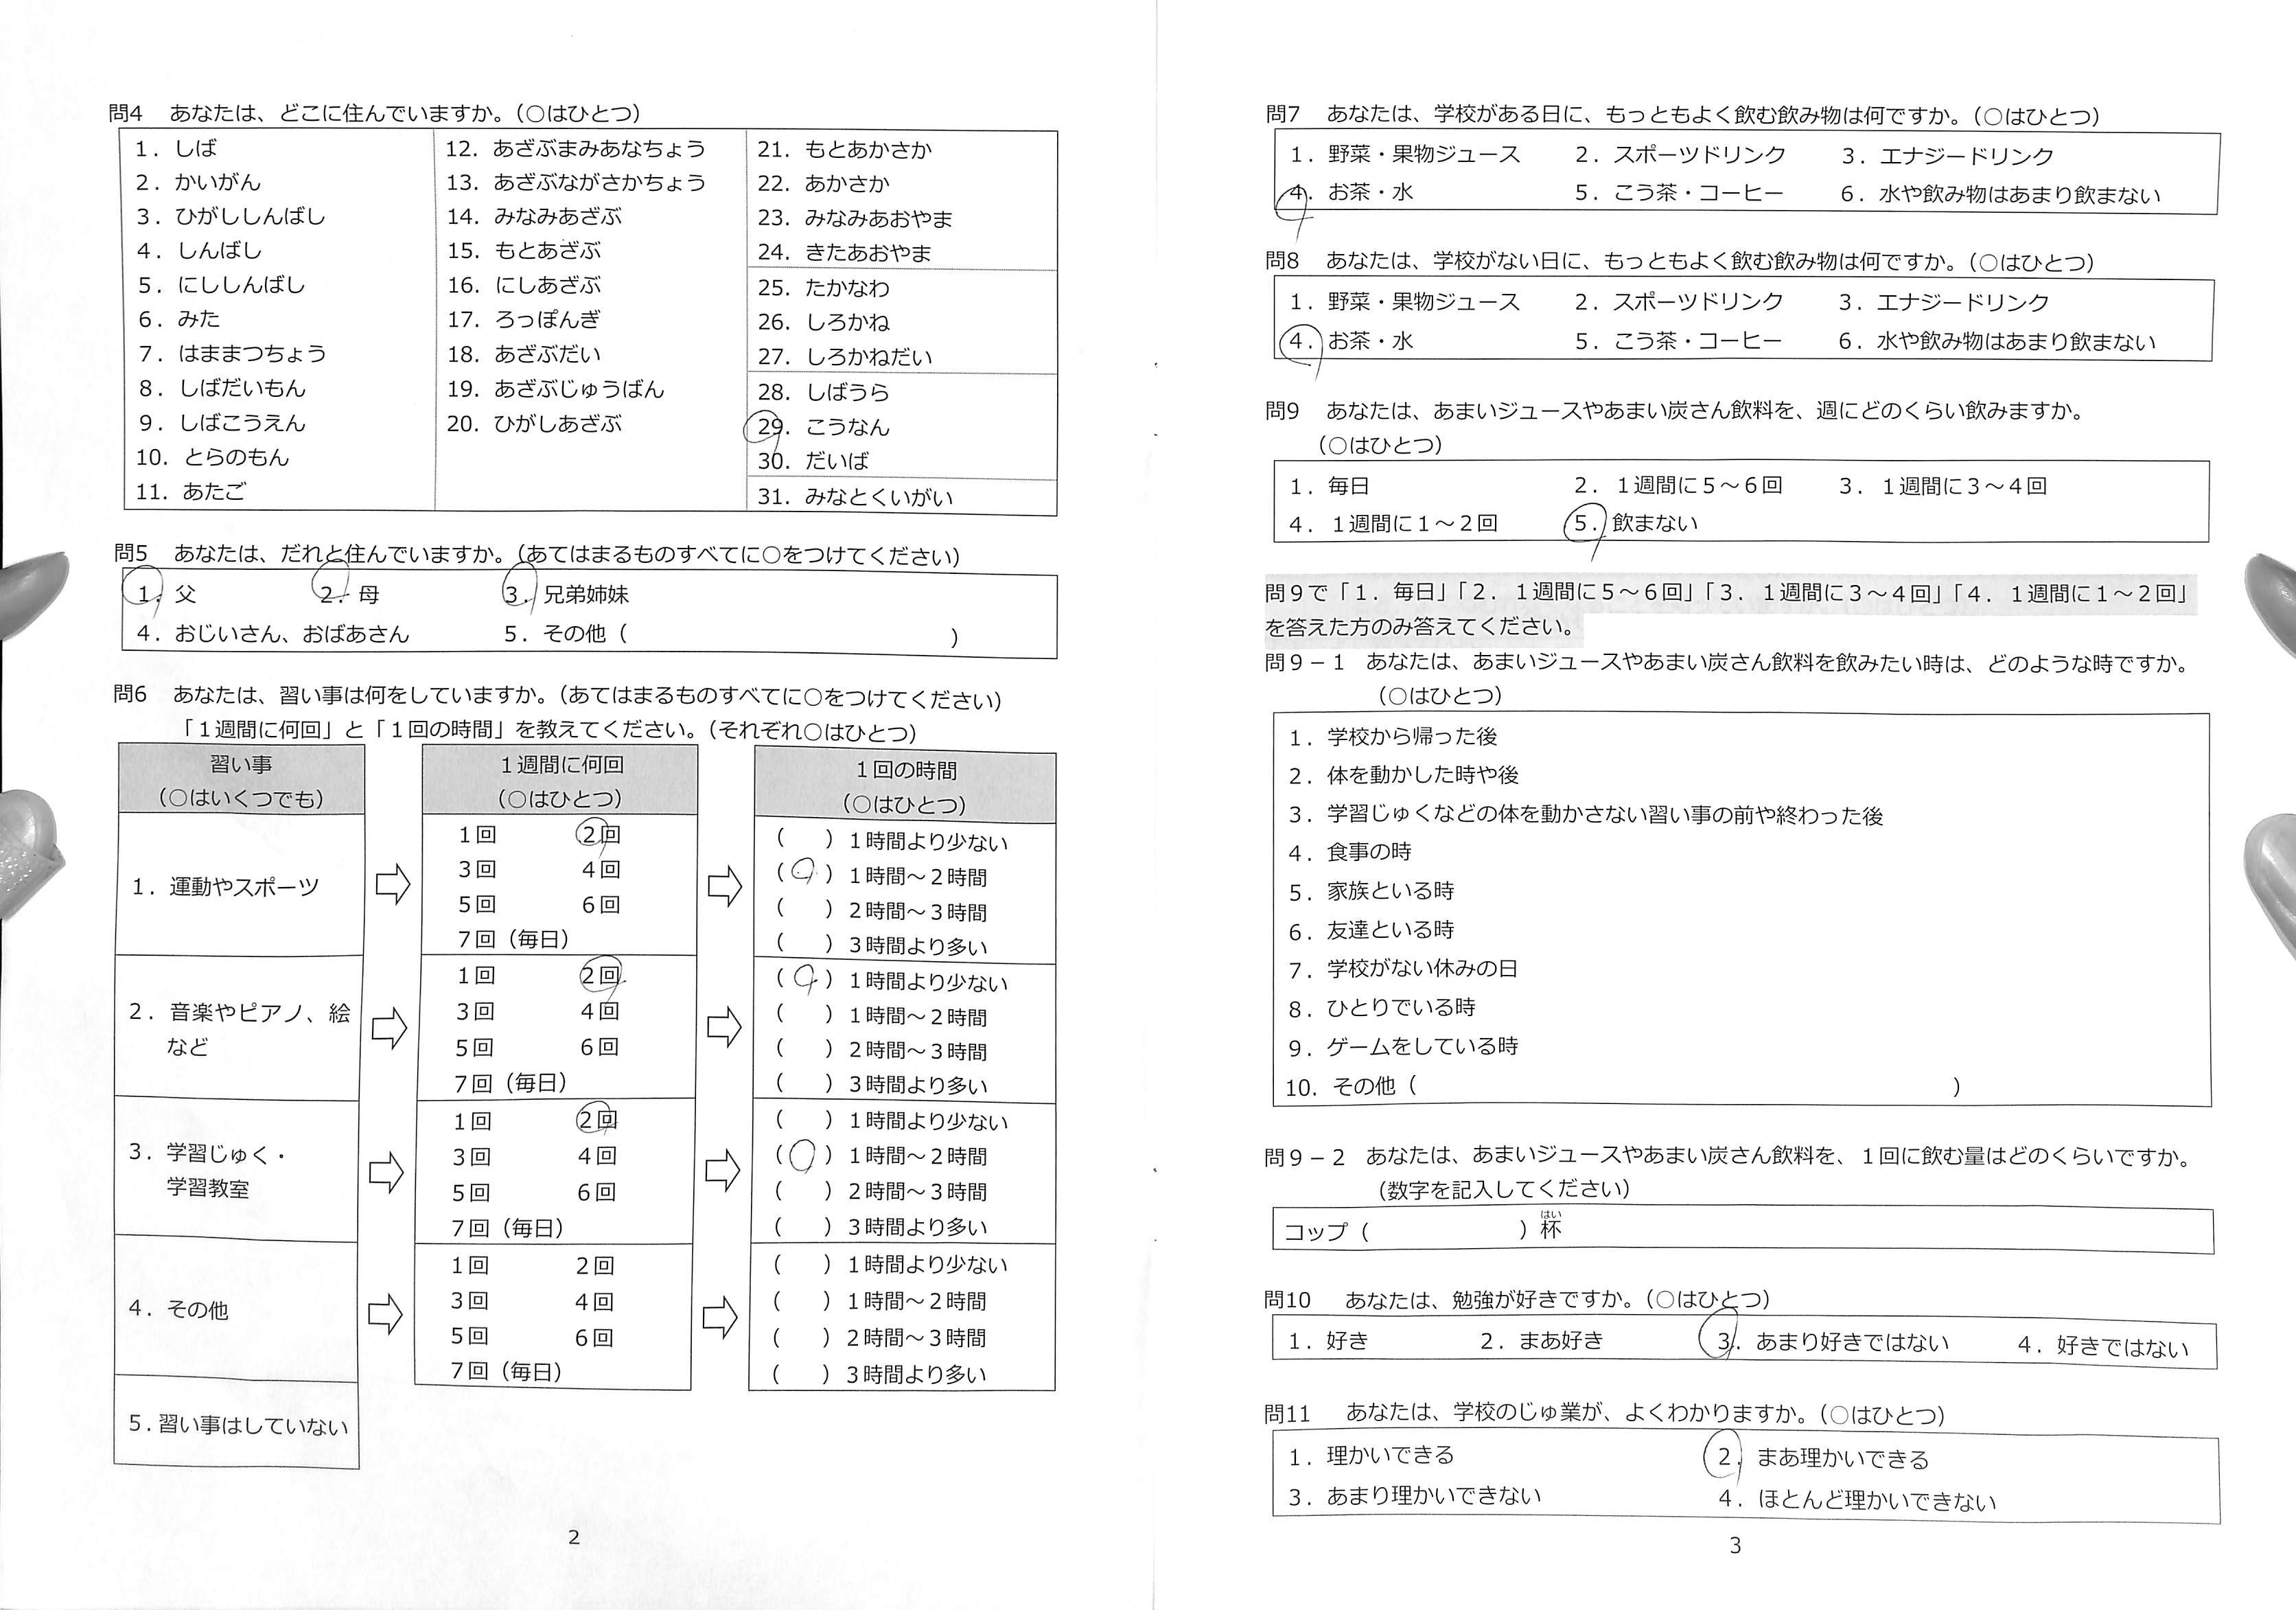 問4　あなたは、どこに住んでいますか。（○はひとつ）
1．しば
2．かいがん
3．ひがししんばし
4．しんばし
5．にししんばし
6．みた
7．はままつちょう
8．しばだいもん
9．しばこうえん
10．とらのもん
11．あたご
12．あざぶまみあなちょう
13．あざぶながさかちょう
14．みなみあざぶ
15．もとあざぶ
16．にしあざぶ
17．ろっぽんぎ
18．あざぶだい
19．あざぶじゅうばん
20．ひがしあざぶ
21．もとあかさか
22．あかさか
23．みなみあおやま
24．きたあおやま
25．たかなわ
26．しろかね
27．しろかねだい
28．しばうら
29．こうなん
30．だいば
31．みなとくいがい
問5　あなたは、だれと住んでいますか。（あてはまるものすべてに○をつけてください）
1．父　2．母　3．兄弟姉妹
4．おじいさん、おばあさん　5．その他（　）
問6　あなたは、習い事は何をしていますか。（あてはまるものすべてに○をつけてください）
「１週間に何回」と「１回の時間」を教えてください。（それぞれ○はひとつ）
習い事
（○はいくつでも）
１週間に何回
（○はひとつ）
１回の時間
（○はひとつ）
1．運動やスポーツ
1回　2回
3回　4回
5回　6回
7回（毎日）
（　）１時間より少ない
（　）１時間～２時間
（　）２時間～３時間
（　）３時間より多い
2．音楽やピアノ、絵
など
1回　2回
3回　4回
5回　6回
7回（毎日）
（　）１時間より少ない
（　）１時間～２時間
（　）２時間～３時間
（　）３時間より多い
3．学習じゅく・
学習教室
1回　2回
3回　4回
5回　6回
7回（毎日）
（　）１時間より少ない
（　）１時間～２時間
（　）２時間～３時間
（　）３時間より多い
4．その他
1回　2回
3回　4回
5回　6回
7回（毎日）
（　）１時間より少ない
（　）１時間～２時間
（　）２時間～３時間
（　）３時間より多い
5．習い事はしていない
2
問7　あなたは、学校がある日に、もっともよく飲む飲み物は何ですか。（○はひとつ）
1．野菜・果物ジュース　2．スポーツドリンク　3．エナジードリンク
4．お茶・水　5．こう茶・コーヒー　6．水や飲み物はあまり飲まない
問8　あなたは、学校がない日に、もっともよく飲む飲み物は何ですか。（○はひとつ）
1．野菜・果物ジュース　2．スポーツドリンク　3．エナジードリンク
4．お茶・水　5．こう茶・コーヒー　6．水や飲み物はあまり飲まない
問9　あなたは、あまいジュースやあまい炭さん飲料を、週にどのくらい飲みますか。
（○はひとつ）
1．毎日　2．１週間に５～６回　3．１週間に３～４回
4．１週間に１～２回　5．飲まない
問９で「１．毎日」「２．１週間に５～６回」「３．１週間に３～４回」「４．１週間に１～２回」
を答えた方のみ答えてください。
問９－１　あなたは、あまいジュースやあまい炭さん飲料を飲みたい時は、どのような時ですか。
（○はひとつ）
1．学校から帰った後
2．体を動かした時や後
3．学習じゅくなどの体を動かさない習い事の前や終わった後
4．食事の時
5．家族といる時
6．友達といる時
7．学校がない休みの日
8．ひとりでいる時
9．ゲームをしている時
10．その他（　）
問９－２　あなたは、あまいジュースやあまい炭さん飲料を、１回に飲む量はどのくらいですか。
（数字を記入してください）
はい
コップ（　）杯
問10　あなたは、勉強が好きですか。（○はひとつ）
1．好き　2．まあ好き　3．あまり好きではない　4．好きではない
問11　あなたは、学校のじゅ業が、よくわかりますか。（○はひとつ）
1．理かいできる　2．まあ理かいできる
3．あまり理かいできない　4．ほとんど理かいできない
3